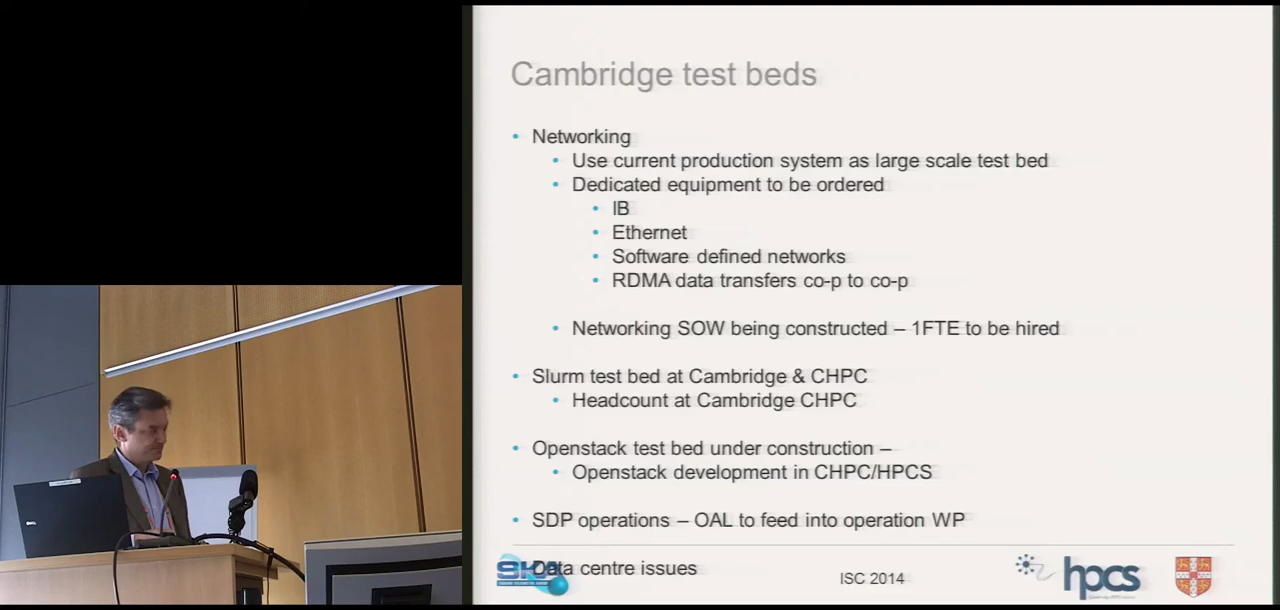 Cambridge test beds
Networking
Use current production system as large scale test bed
Dedicated equipment to be ordered
IB
Ethernet
Software defined networks
RDMA data transfers co-p to co-p
Networking SOW being constructed – 1FTE to be hired
Slurm test bed at Cambridge & CHPC
Headcount at Cambridge CHPC
Openstack test bed under construction –
Openstack development in CHPC/HPCS
SDP operations – OAL to feed into operation WP
Data centre issues
SKA
ISC 2014
hpcs
DELL